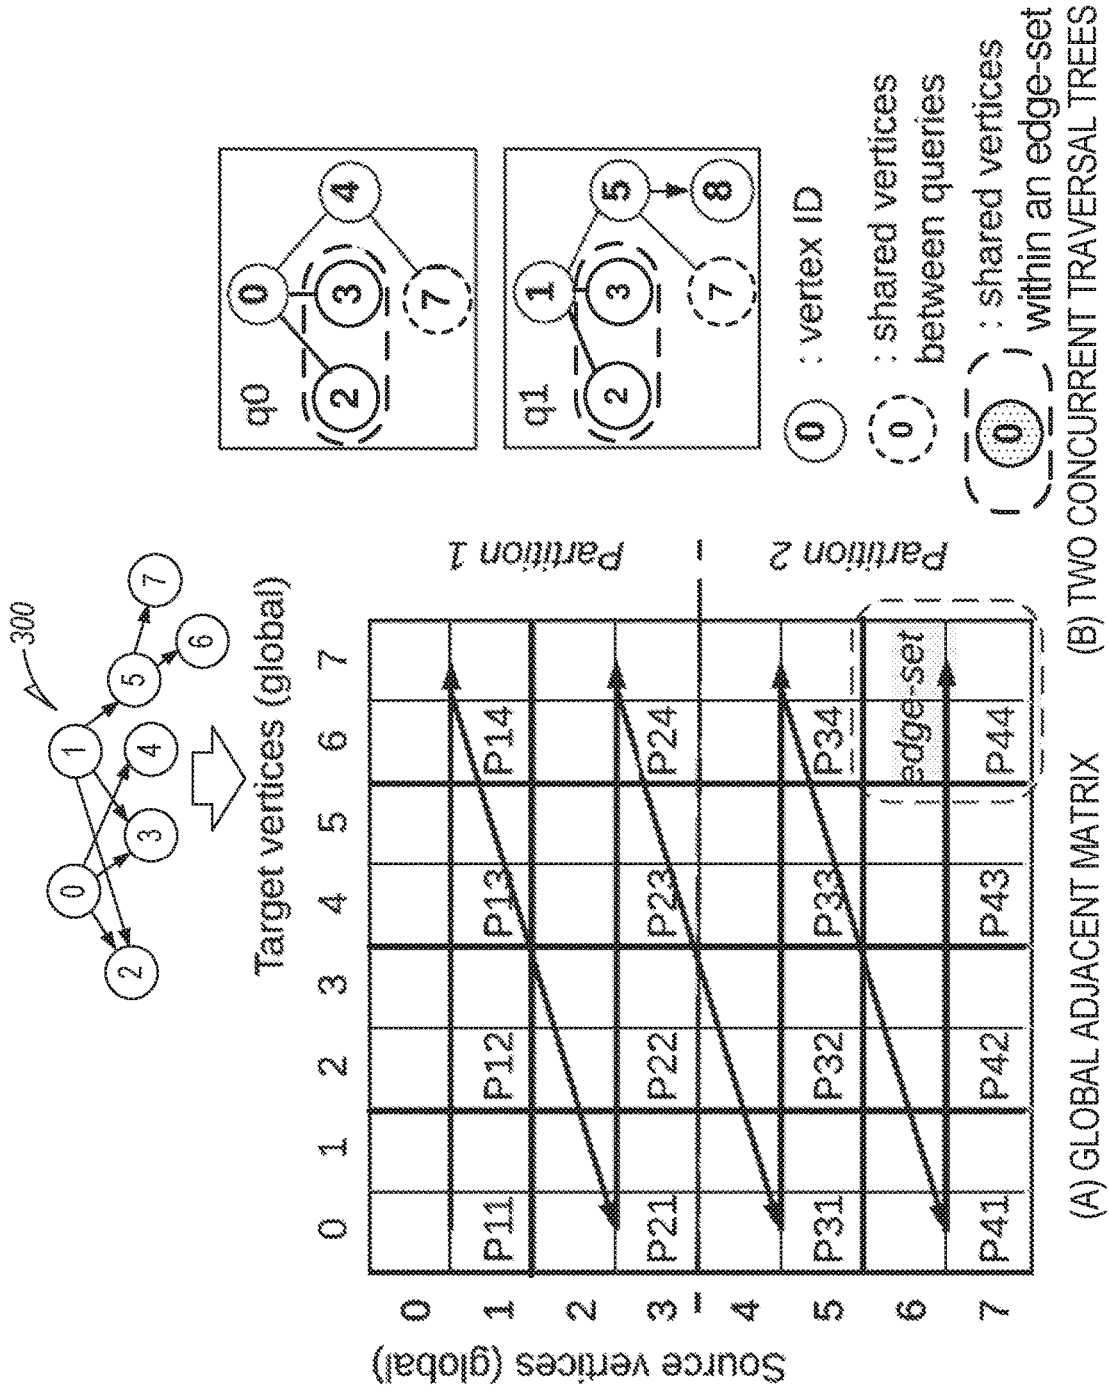 300
0
1
2
3
4
5
6
7
Target vertices (global)
0 1 2 3 4 5 6 7
Source vertices (global)
0
1
2
3
4
5
6
7
P11 P12 P13 P14
P21 P22 P23 P24
P31 P32 P33 P34
edge-set
P41 P42 P43 P44
Partition 1
Partition 2
(A) GLOBAL ADJACENT MATRIX
q0
0
2 3 4
7
q1
1
2 3 5
7 8
0 : vertex ID
0 : shared vertices
between queries
0 : shared vertices
within an edge-set
(B) TWO CONCURRENT TRAVERSAL TREES